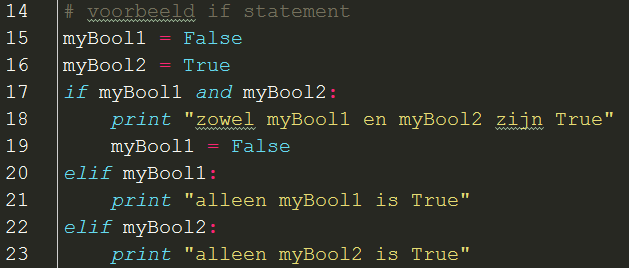 14 # voorbeeld if statement
15 myBool1 = False
16 myBool2 = True
17 if myBool1 and myBool2:
18     print "zowel myBool1 en myBool2 zijn True"
19     myBool1 = False
20 elif myBool1:
21     print "alleen myBool1 is True"
22 elif myBool2:
23     print "alleen myBool2 is True"